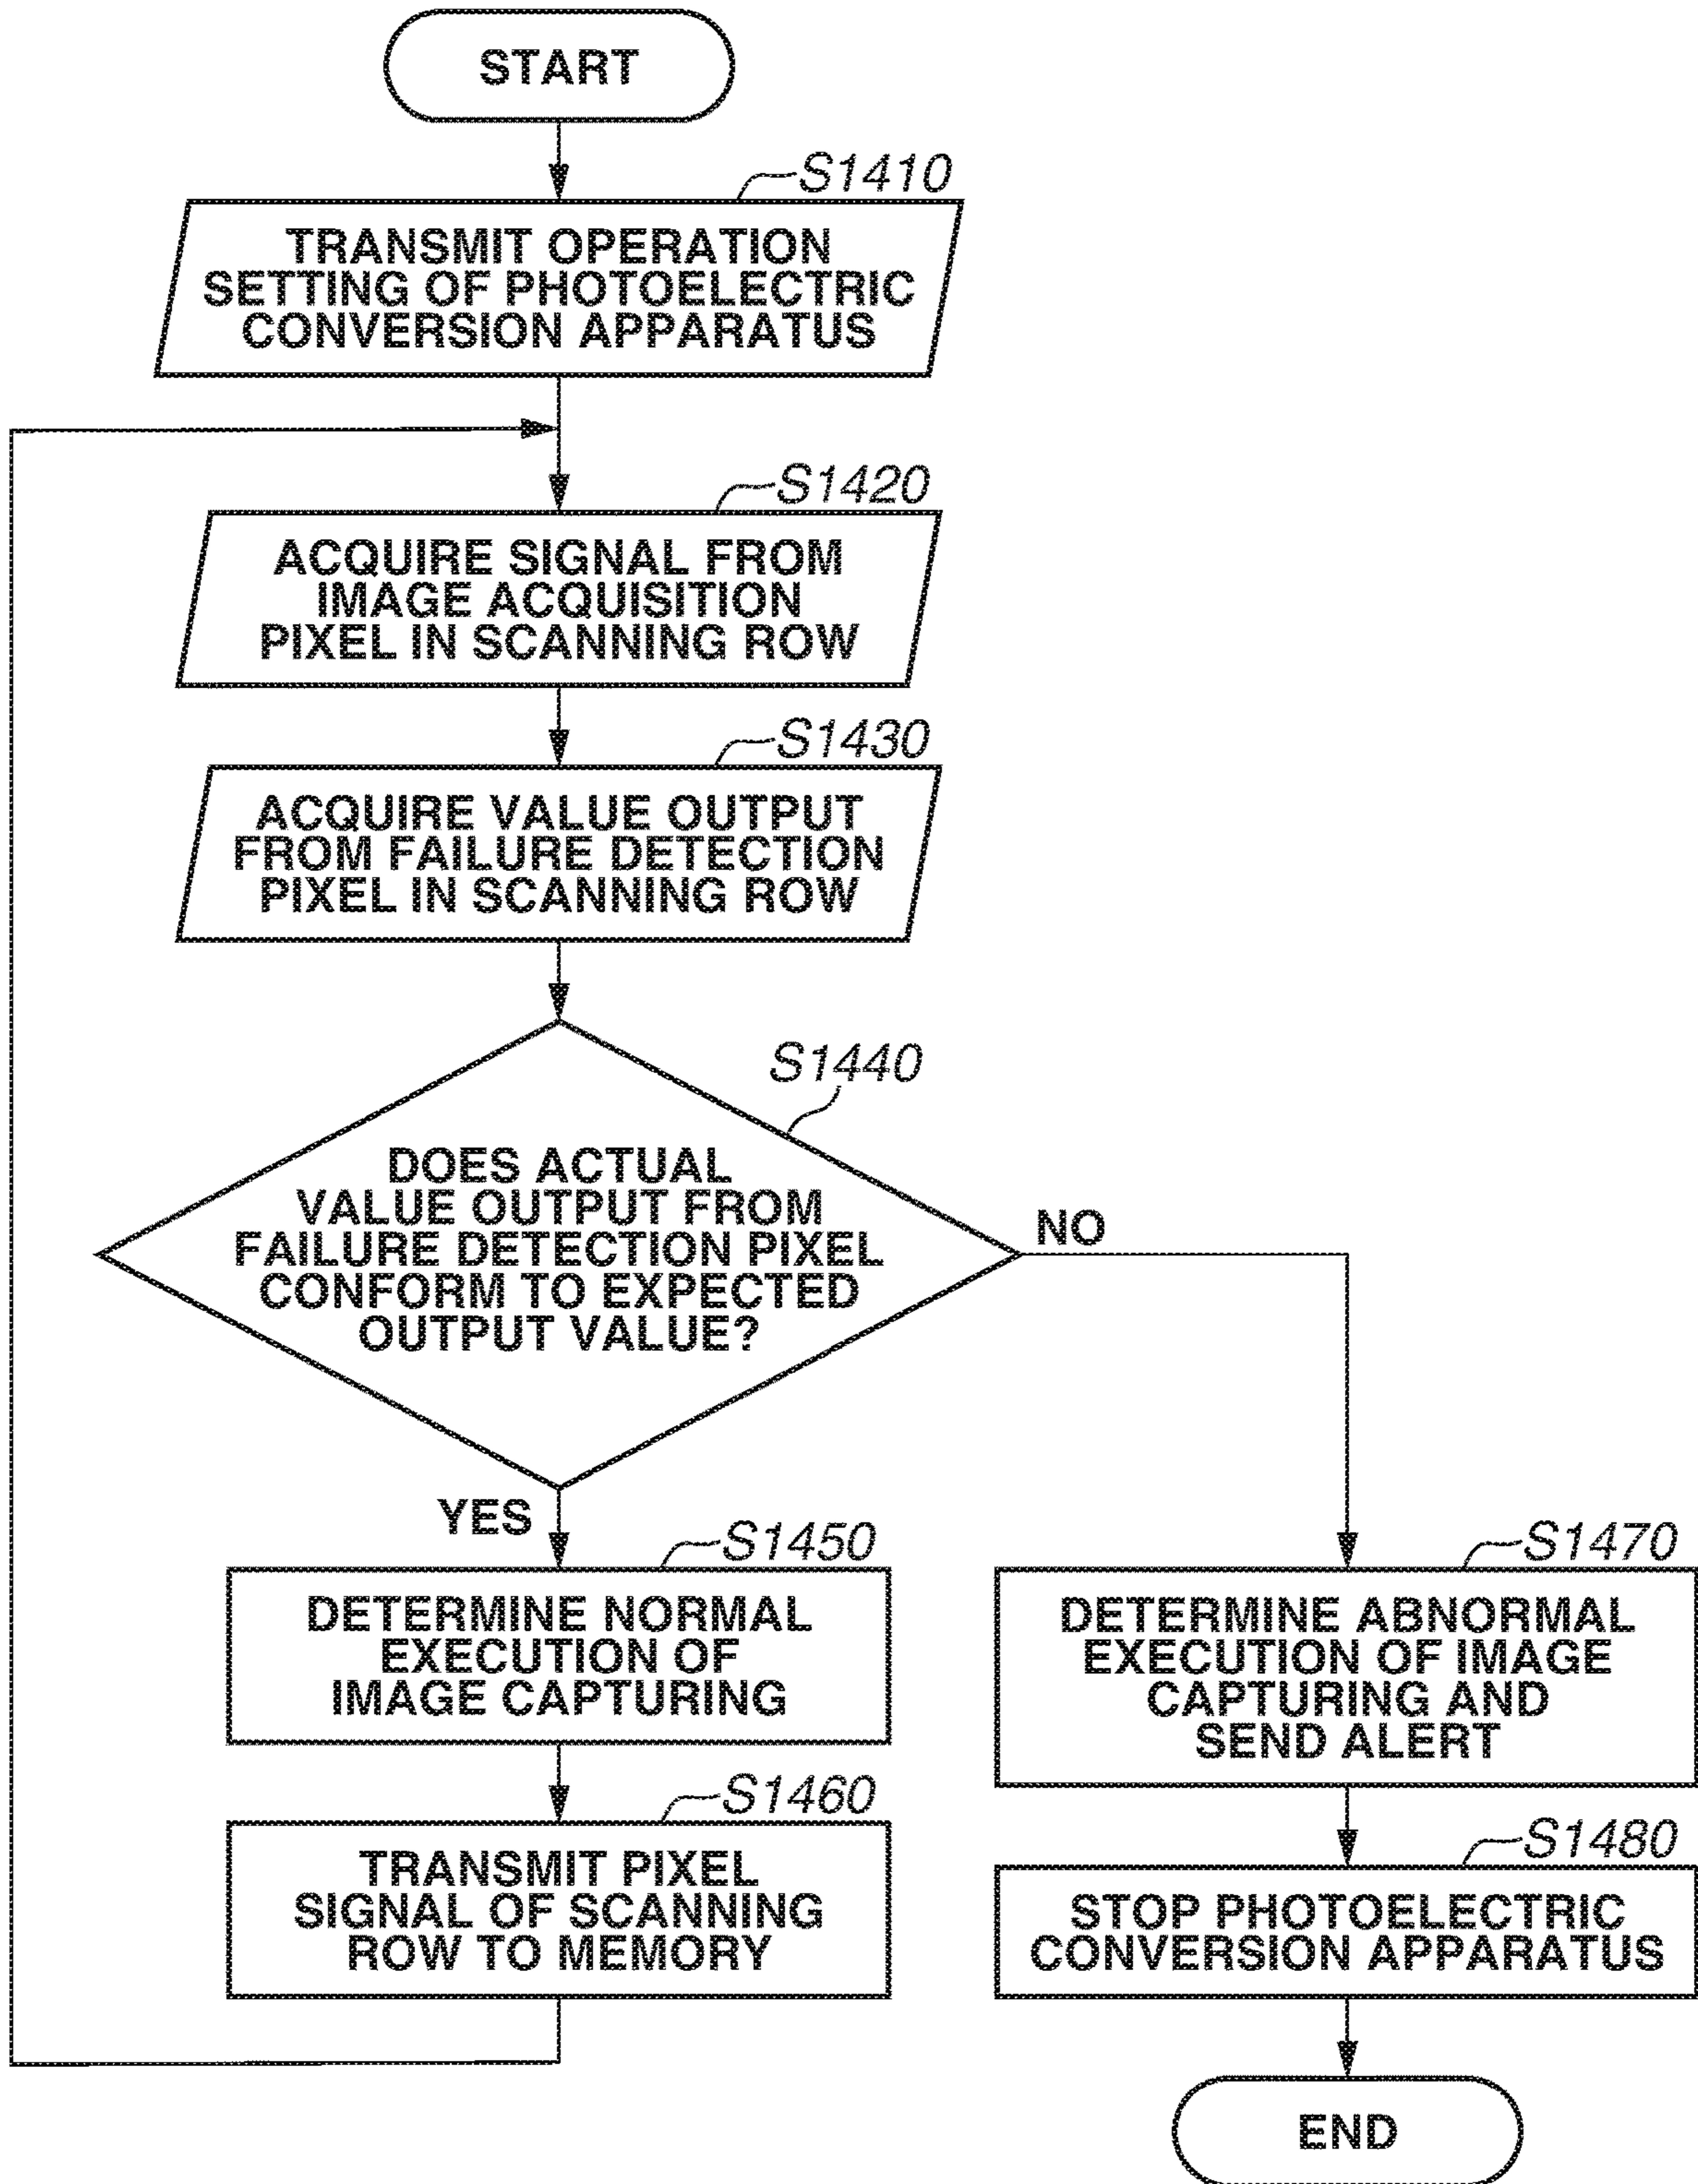 START
S1410
TRANSMIT OPERATION
SETTING OF PHOTOELECTRIC
CONVERSION APPARATUS
S1420
ACQUIRE SIGNAL FROM
IMAGE ACQUISITION
PIXEL IN SCANNING ROW
S1430
ACQUIRE VALUE OUTPUT
FROM FAILURE DETECTION
PIXEL IN SCANNING ROW
S1440
DOES ACTUAL
VALUE OUTPUT FROM
FAILURE DETECTION PIXEL
CONFORM TO EXPECTED
OUTPUT VALUE?
NO
YES
S1450
DETERMINE NORMAL
EXECUTION OF
IMAGE CAPTURING
S1460
TRANSMIT PIXEL
SIGNAL OF SCANNING
ROW TO MEMORY
S1470
DETERMINE ABNORMAL
EXECUTION OF IMAGE
CAPTURING AND
SEND ALERT
S1480
STOP PHOTOELECTRIC
CONVERSION APPARATUS
END